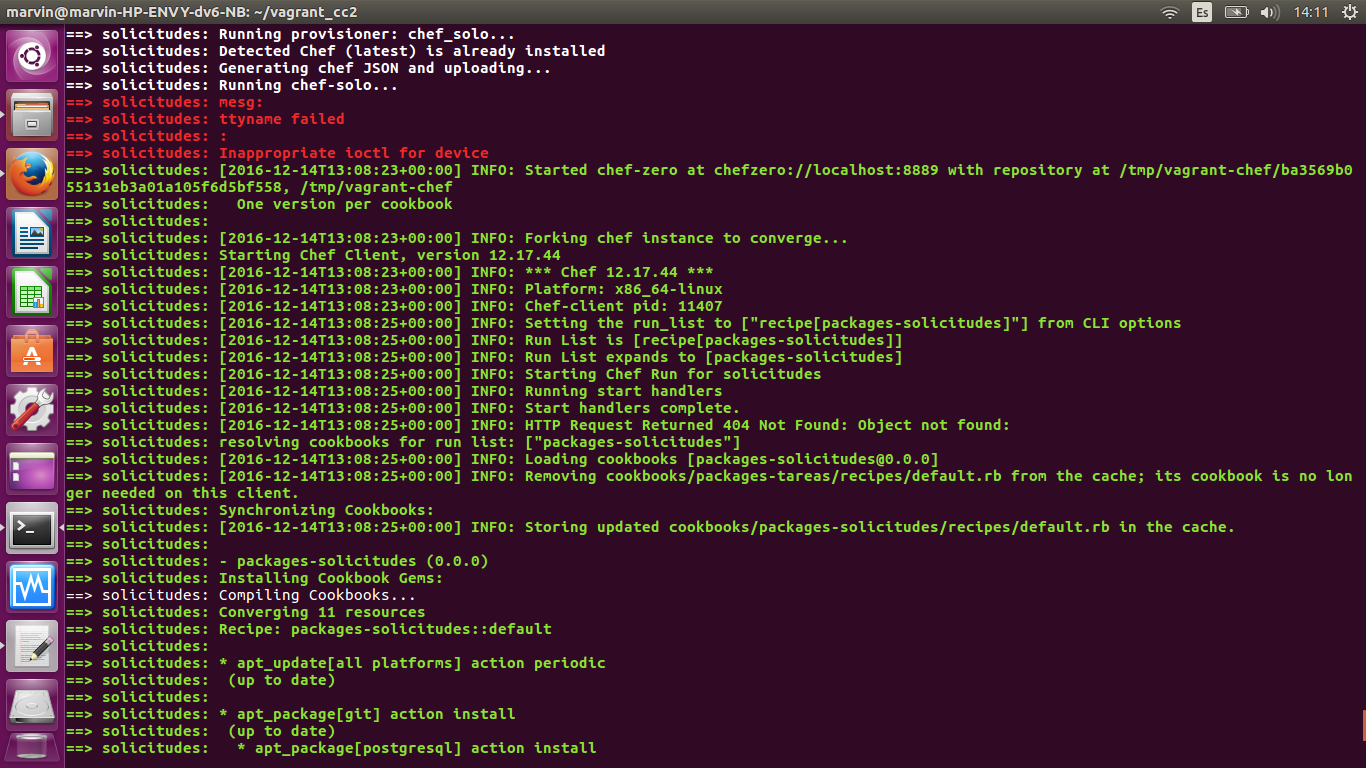 marvin@marvin-HP-ENVY-dv6-NB: ~/vagrant_cc2
Es
14:11
==> solicitudes: Running provisioner: chef_solo...
==> solicitudes: Detected Chef (latest) is already installed
==> solicitudes: Generating chef JSON and uploading...
==> solicitudes: Running chef-solo...
==> solicitudes: mesg:
==> solicitudes: ttyname failed
==> solicitudes: :
==> solicitudes: Inappropriate ioctl for device
==> solicitudes: [2016-12-14T13:08:23+00:00] INFO: Started chef-zero at chefzero://localhost:8889 with repository at /tmp/vagrant-chef/ba3569b0
55131eb3a01a105f6d5bf558, /tmp/vagrant-chef
==> solicitudes:   One version per cookbook
==> solicitudes:
==> solicitudes: [2016-12-14T13:08:23+00:00] INFO: Forking chef instance to converge...
==> solicitudes: Starting Chef Client, version 12.17.44
==> solicitudes: [2016-12-14T13:08:23+00:00] INFO: *** Chef 12.17.44 ***
==> solicitudes: [2016-12-14T13:08:23+00:00] INFO: Platform: x86_64-linux
==> solicitudes: [2016-12-14T13:08:23+00:00] INFO: Chef-client pid: 11407
==> solicitudes: [2016-12-14T13:08:25+00:00] INFO: Setting the run_list to ["recipe[packages-solicitudes]"] from CLI options
==> solicitudes: [2016-12-14T13:08:25+00:00] INFO: Run List is [recipe[packages-solicitudes]]
==> solicitudes: [2016-12-14T13:08:25+00:00] INFO: Run List expands to [packages-solicitudes]
==> solicitudes: [2016-12-14T13:08:25+00:00] INFO: Starting Chef Run for solicitudes
==> solicitudes: [2016-12-14T13:08:25+00:00] INFO: Running start handlers
==> solicitudes: [2016-12-14T13:08:25+00:00] INFO: Start handlers complete.
==> solicitudes: [2016-12-14T13:08:25+00:00] INFO: HTTP Request Returned 404 Not Found: Object not found:
==> solicitudes: resolving cookbooks for run list: ["packages-solicitudes"]
==> solicitudes: [2016-12-14T13:08:25+00:00] INFO: Loading cookbooks [packages-solicitudes@0.0.0]
==> solicitudes: [2016-12-14T13:08:25+00:00] INFO: Removing cookbooks/packages-tareas/recipes/default.rb from the cache; its cookbook is no lon
ger needed on this client.
==> solicitudes: Synchronizing Cookbooks:
==> solicitudes: [2016-12-14T13:08:25+00:00] INFO: Storing updated cookbooks/packages-solicitudes/recipes/default.rb in the cache.
==> solicitudes:
==> solicitudes: - packages-solicitudes (0.0.0)
==> solicitudes: Installing Cookbook Gems:
==> solicitudes: Compiling Cookbooks...
==> solicitudes: Converging 11 resources
==> solicitudes: Recipe: packages-solicitudes::default
==> solicitudes:
==> solicitudes: * apt_update[all platforms] action periodic
==> solicitudes:  (up to date)
==> solicitudes:
==> solicitudes: * apt_package[git] action install
==> solicitudes:  (up to date)
==> solicitudes:   * apt_package[postgresql] action install